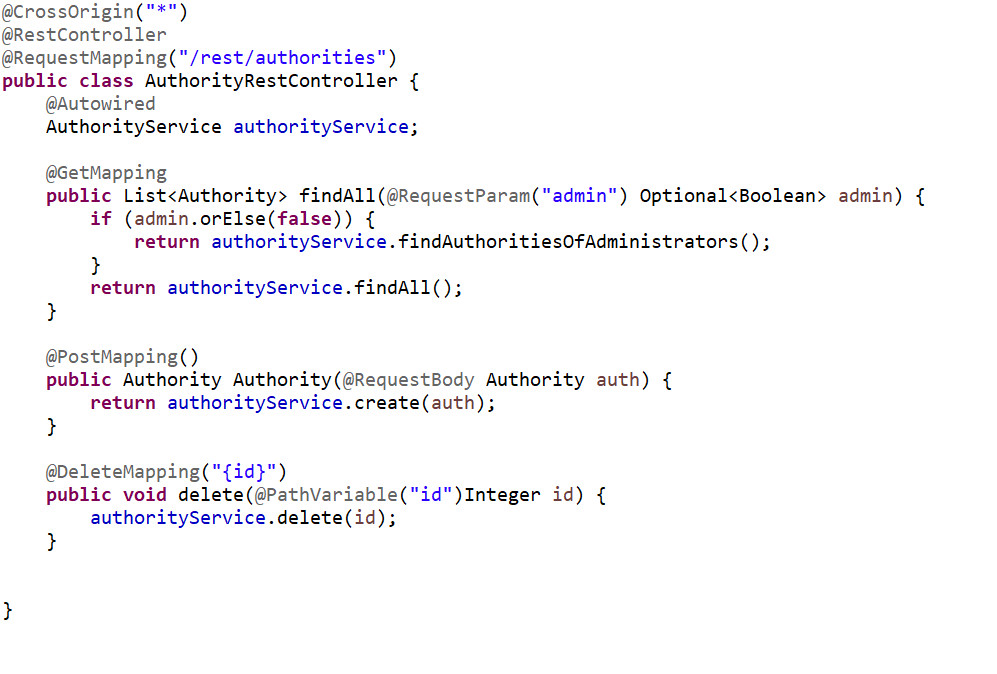 @CrossOrigin("*")
@RestController
@RequestMapping("/rest/authorities")
public class AuthorityRestController {
    @Autowired
    AuthorityService authorityService;

    @GetMapping
    public List<Authority> findAll(@RequestParam("admin") Optional<Boolean> admin) {
        if (admin.orElse(false)) {
            return authorityService.findAuthoritiesOfAdministrators();
        }
        return authorityService.findAll();
    }

    @PostMapping()
    public Authority Authority(@RequestBody Authority auth) {
        return authorityService.create(auth);
    }

    @DeleteMapping("{id}")
    public void delete(@PathVariable("id")Integer id) {
        authorityService.delete(id);
    }


}